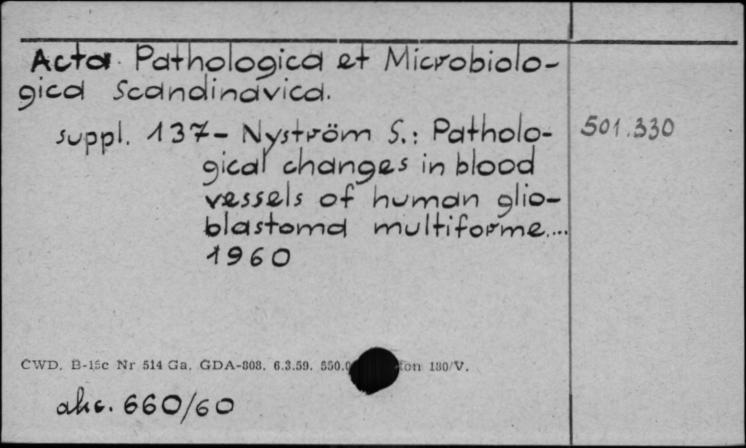 Acta Pathologica et Microbiolo-
gica Scandinavica.
suppl. 137- Nyström S.: Patholo-
gical changes in blood
vessels of human glio-
blastoma multiforme....
1960
501.330
CWD. B-15c Nr 514 Ga. GDA-808. 6.3.59. 550.0 ton 180/V.
akc. 660/60